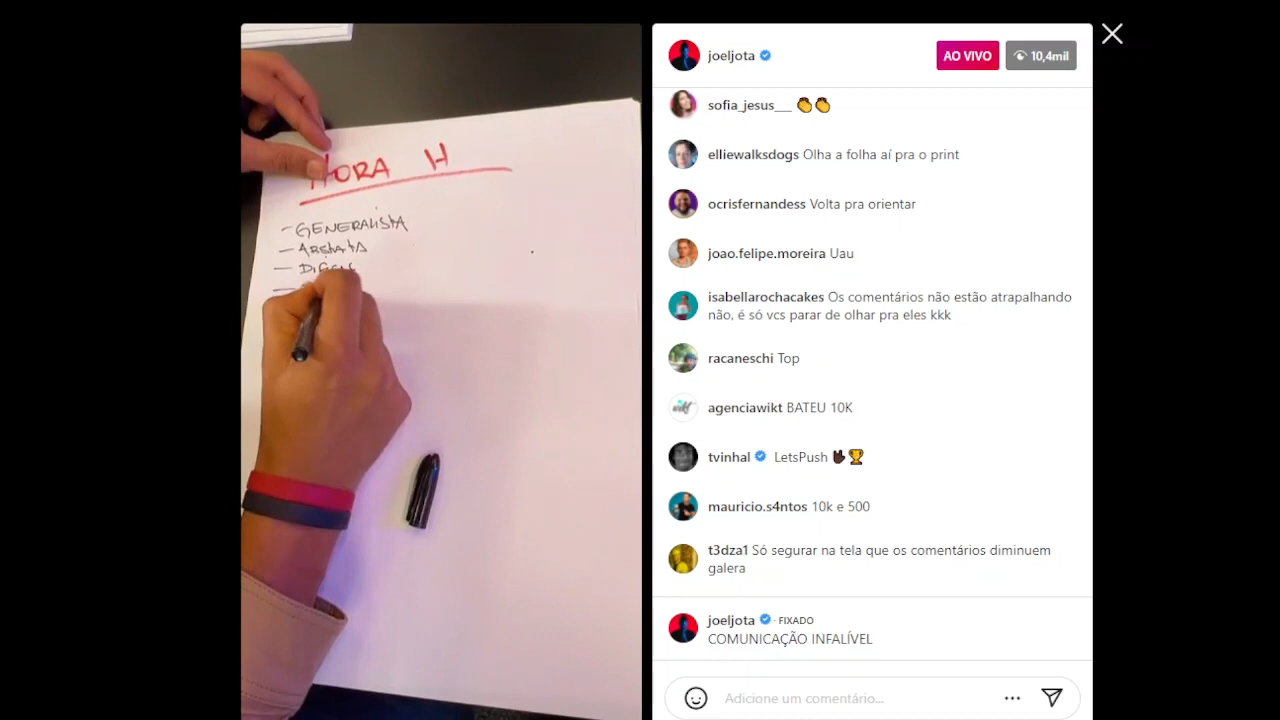 HORA H
- GENERALISTA
joeljota
AO VIVO
10,4mil
sofia_jesus___ 👏👏
elliewalksdogs Olha a folha aí pra o print
ocrisfernandess Volta pra orientar
joao.felipe.moreira Uau
isabellarochacakes Os comentários não estão atrapalhando
não, é só vcs parar de olhar pra eles kkk
racaneschi Top
agenciawikt BATEU 10K
tvinhal LetsPush 🤟🏿🏆
mauricio.s4ntos 10k e 500
t3dza1 Só segurar na tela que os comentários diminuem
galera
joeljota · FIXADO
COMUNICAÇÃO INFALÍVEL
Adicione um comentário...